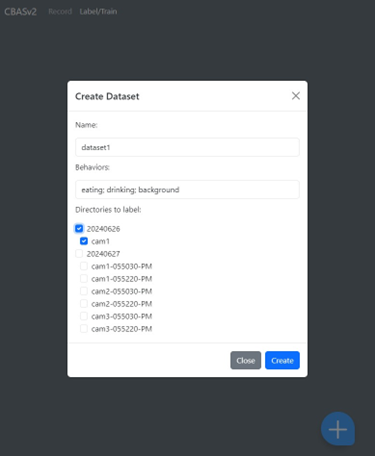 CBASv2 Record Label/Train
Create Dataset
Name:
dataset1
Behaviors:
eating; drinking; background
Directories to label:
20240626
cam1
20240627
cam1-055030-PM
cam1-055220-PM
cam2-055030-PM
cam2-055220-PM
cam3-055030-PM
cam3-055220-PM
Close Create